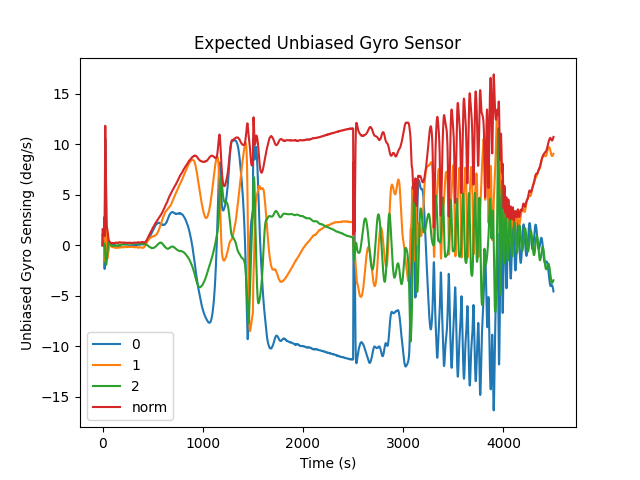 Expected Unbiased Gyro Sensor
Unbiased Gyro Sensing (deg/s)
15
10
5
0
−5
−10
−15
0
1
2
norm
0 1000 2000 3000 4000
Time (s)